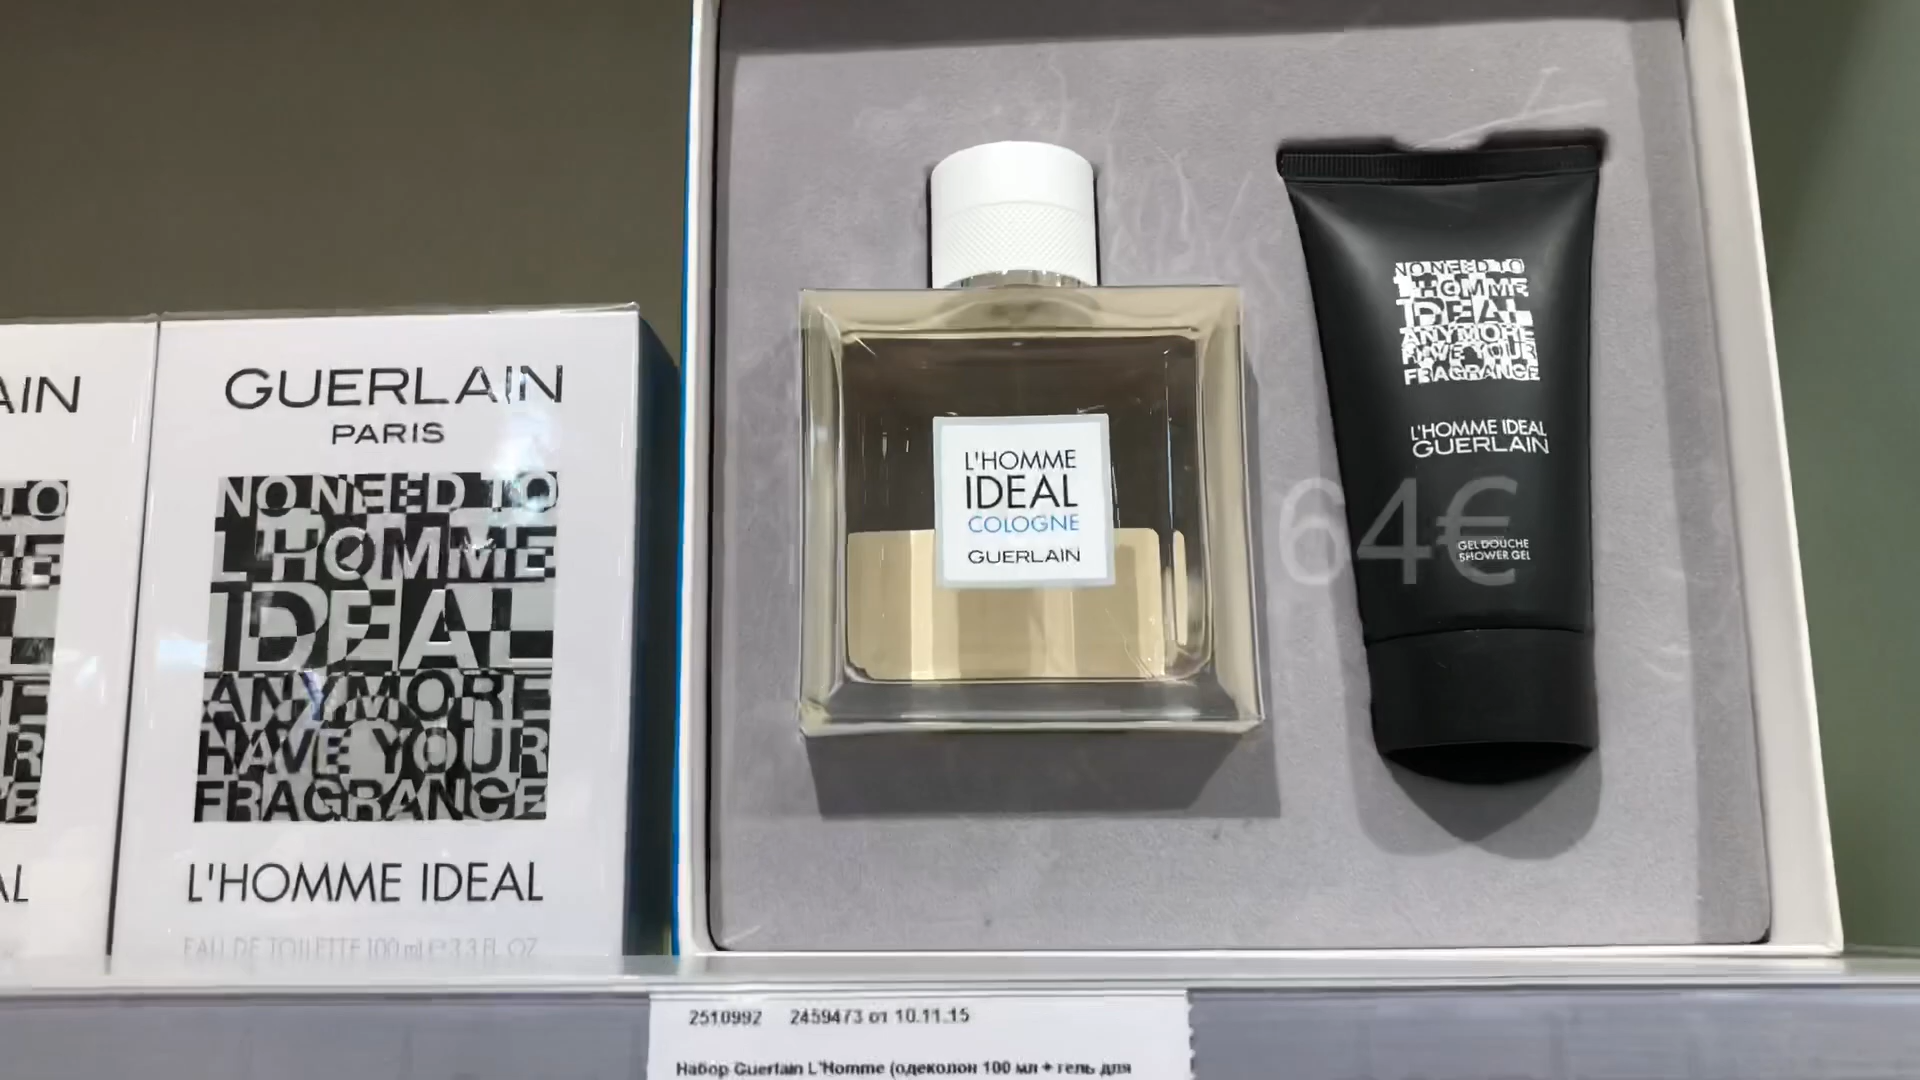 AIN
TO
GUERLAIN
PARIS
NO NEED TO
L'HOMME
IDEAL
ANYMORE
HAVE YOUR
FRAGRANCE
L'HOMME IDEAL
EAU DE TOILETTE 100 ml e 3.3 FL. OZ
L'HOMME
IDEAL
COLOGNE
GUERLAIN
NO NEED TO
L'HOMME
IDEAL
ANYMORE
HAVE YOUR
FRAGRANCE
L'HOMME IDEAL
GUERLAIN
64€
GEL DOUCHE
SHOWER GEL
2510992 2459473 от 10.11.15
Набор Guerlain L'Homme (одеколон 100 мл + гель для